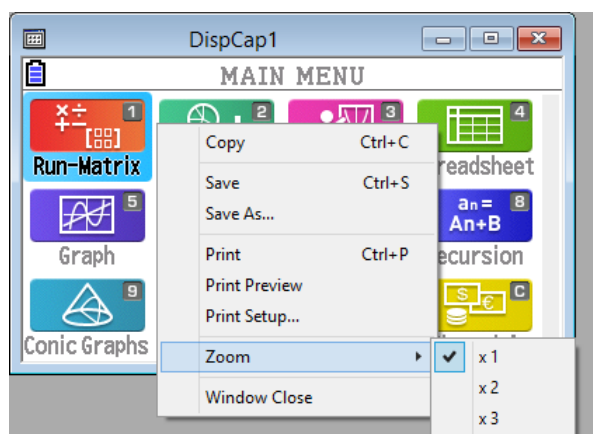 DispCap1
MAIN MENU
×÷ 1
+− [88]
2
3
4
Run-Matrix
readsheet
5
an= 8
An+B
Graph
ecursion
9
S € C
Conic Graphs
Copy Ctrl+C
Save Ctrl+S
Save As...
Print Ctrl+P
Print Preview
Print Setup...
Zoom
Window Close
x 1
x 2
x 3